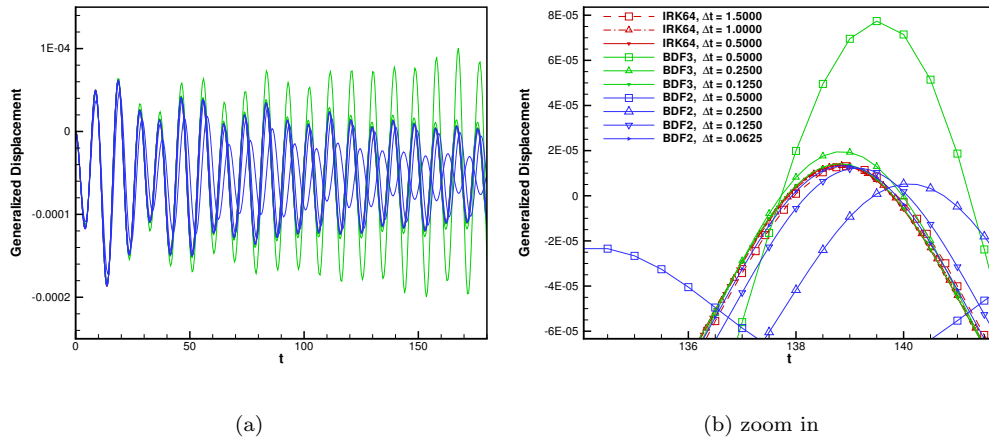 Generalized Displacement
1E-04
0
-0.0001
-0.0002
0
50
100
150
t
(a)
Generalized Displacement
8E-05
6E-05
4E-05
2E-05
0
-2E-05
-4E-05
-6E-05
IRK64, Δt = 1.5000
IRK64, Δt = 1.0000
IRK64, Δt = 0.5000
BDF3, Δt = 0.5000
BDF3, Δt = 0.2500
BDF3, Δt = 0.1250
BDF2, Δt = 0.5000
BDF2, Δt = 0.2500
BDF2, Δt = 0.1250
BDF2, Δt = 0.0625
136
138
140
t
(b) zoom in